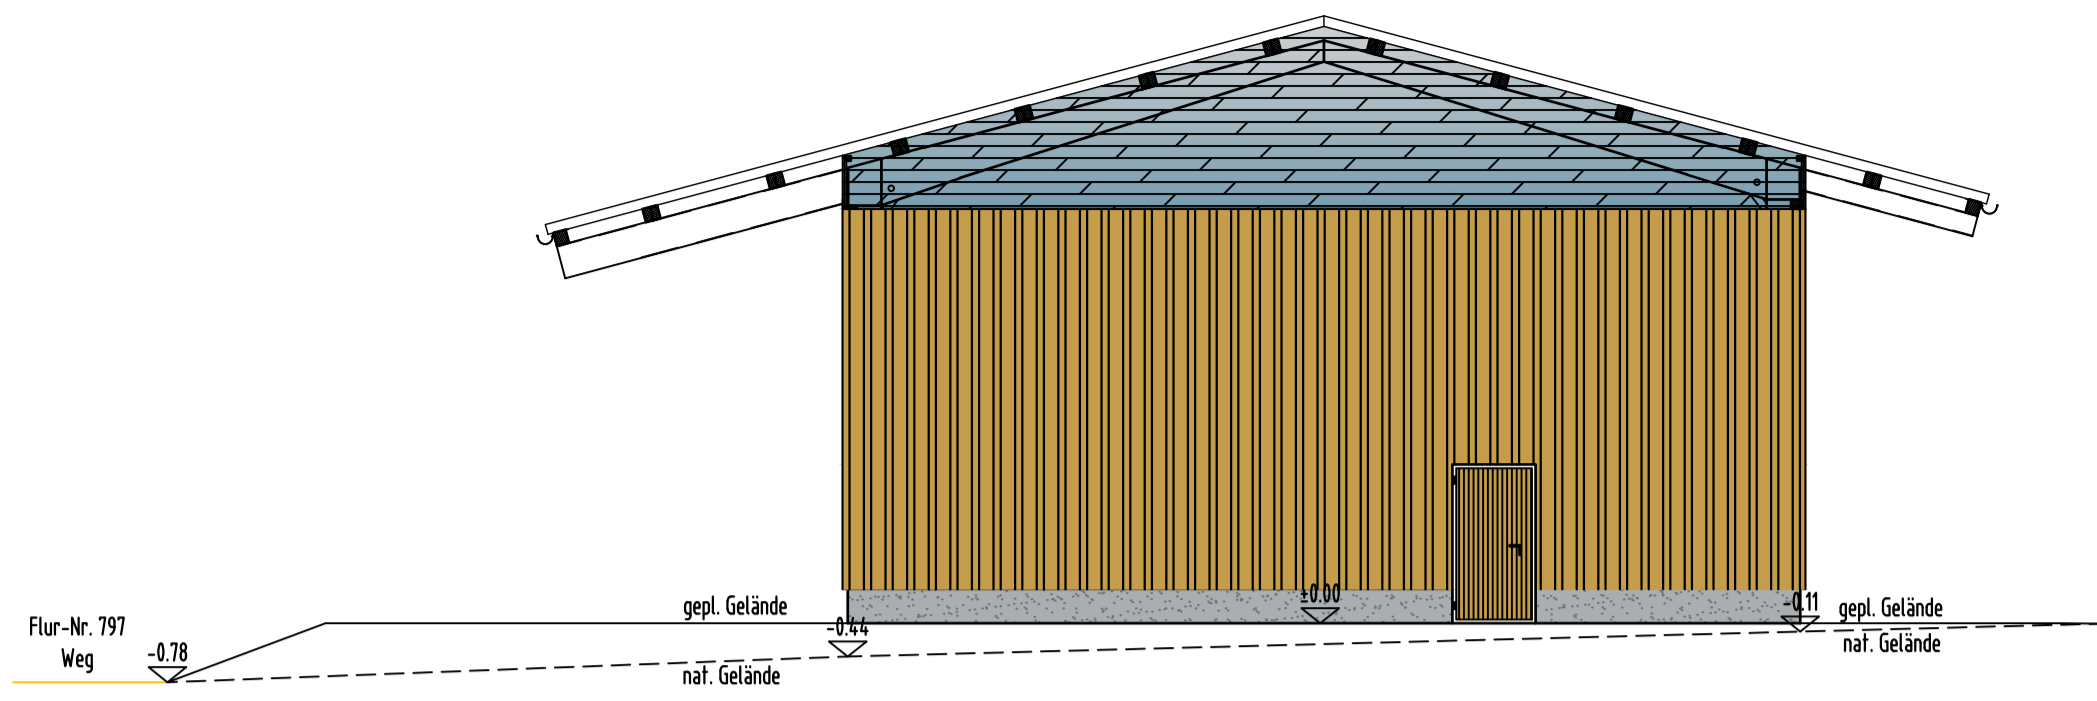 ±0.00
gepl. Gelände
-0.11
gepl. Gelände
Flur-Nr. 797
Weg
-0.78
-0.44
nat. Gelände
nat. Gelände